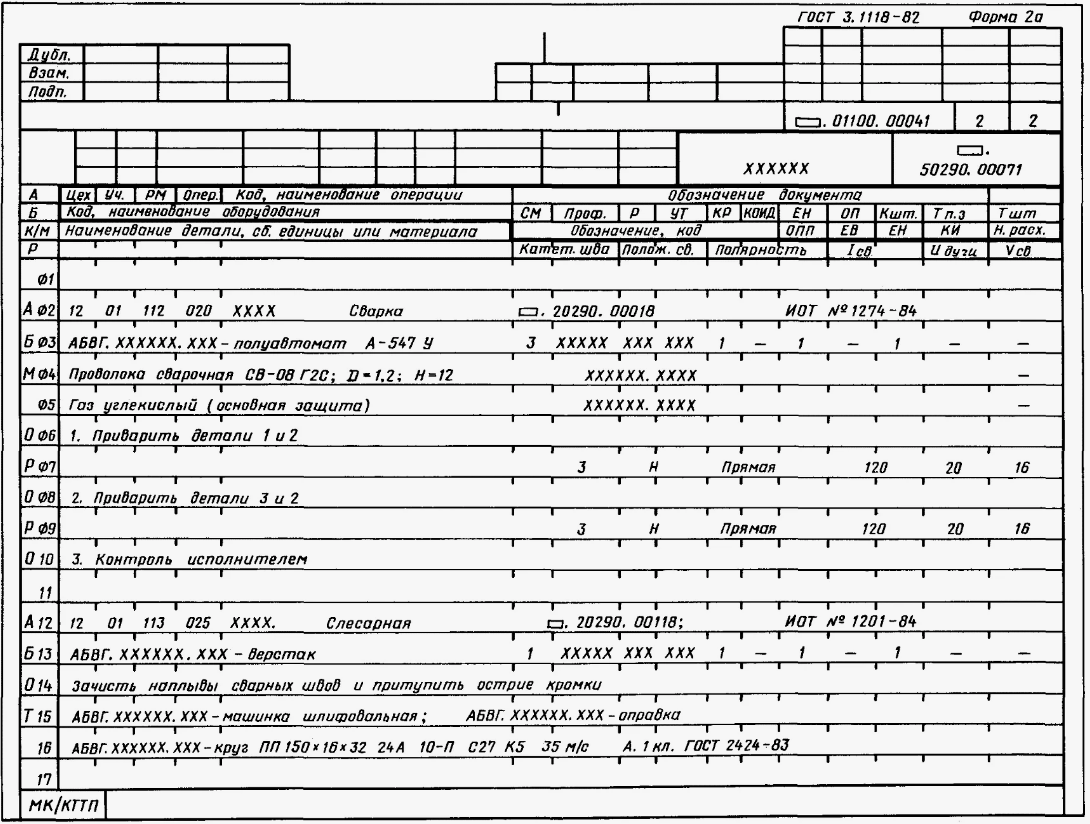 ГОСТ 3.1118-82 Форма 2а
Дубл.
Взам.
Подп.
. 01100. 00041 2 2
.
XXXXXX 50290. 00071
А Цех Уч. РМ Опер. Код, наименование операции Обозначение документа
Б Код, наименование оборудования СМ Проф. Р УТ КР КОИД ЕН ОП Кшт. Тп.з Тшт
К/М Наименование детали, сб. единицы или материала Обозначение, код ОПП ЕВ ЕН КИ Н. расх.
Р Катет. шва Полож. св. Полярность Iсв U дуги Vсв
01
А 02 12 01 112 020 XXXX Сварка . 20290. 00018 ИОТ №1274-84
Б 03 АБВГ. XXXXXX. XXX - полуавтомат А-547 У 3 XXXXX XXX XXX 1 – 1 – 1 – –
М 04 Проволока сварочная СВ-08 Г2С; D=1,2; Н=12 XXXXXX. XXXX –
05 Газ углекислый (основная защита) XXXXXX. XXXX –
О 06 1. Приварить детали 1 и 2
Р 07 3 Н Прямая 120 20 16
О 08 2. Приварить детали 3 и 2
Р 09 3 Н Прямая 120 20 16
О 10 3. Контроль исполнителем
11
А 12 12 01 113 025 XXXX. Слесарная . 20290. 00118; ИОТ № 1201-84
Б 13 АБВГ. XXXXXX. XXX - верстак 1 XXXXX XXX XXX 1 – 1 – 1 – –
О 14 Зачисть наплывы сварных швов и притупить острие кромки
Т 15 АБВГ. XXXXXX. XXX - машинка шлифовальная; АБВГ. XXXXXX. XXX - оправка
16 АБВГ. XXXXXX. XXX - круг ПП 150×16×32 24А 10-П С27 К5 35 м/с А. 1 кл. ГОСТ 2424-83
17
МК/КТТП